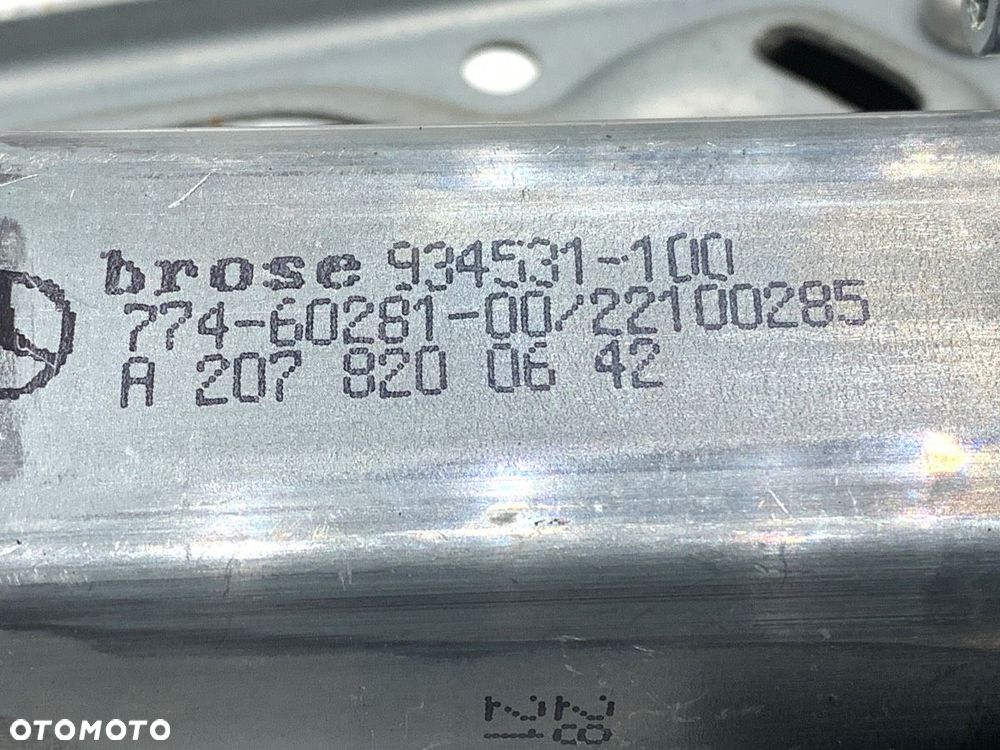 brose 934531-100
774-60281-00/22100285
A 207 820 06 42
OTOMOTO